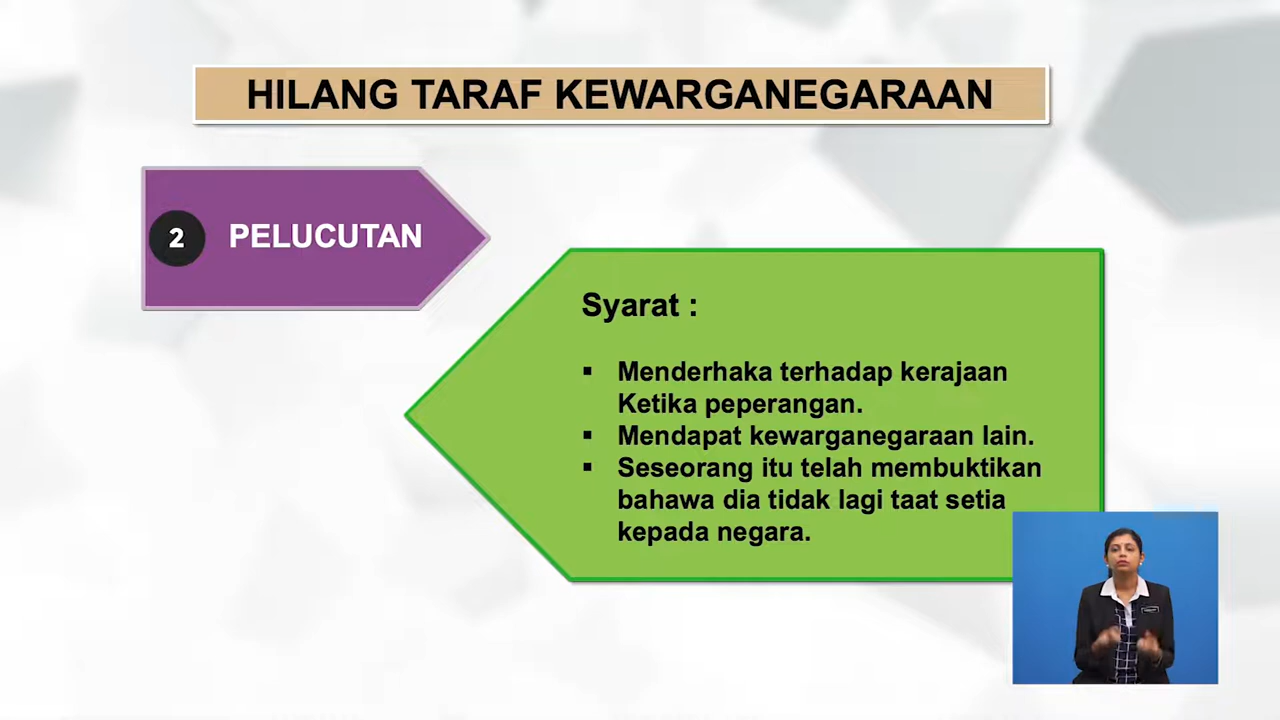 HILANG TARAF KEWARGANEGARAAN
2 PELUCUTAN
Syarat :
▪ Menderhaka terhadap kerajaan
Ketika peperangan.
▪ Mendapat kewarganegaraan lain.
▪ Seseorang itu telah membuktikan
bahawa dia tidak lagi taat setia
kepada negara.